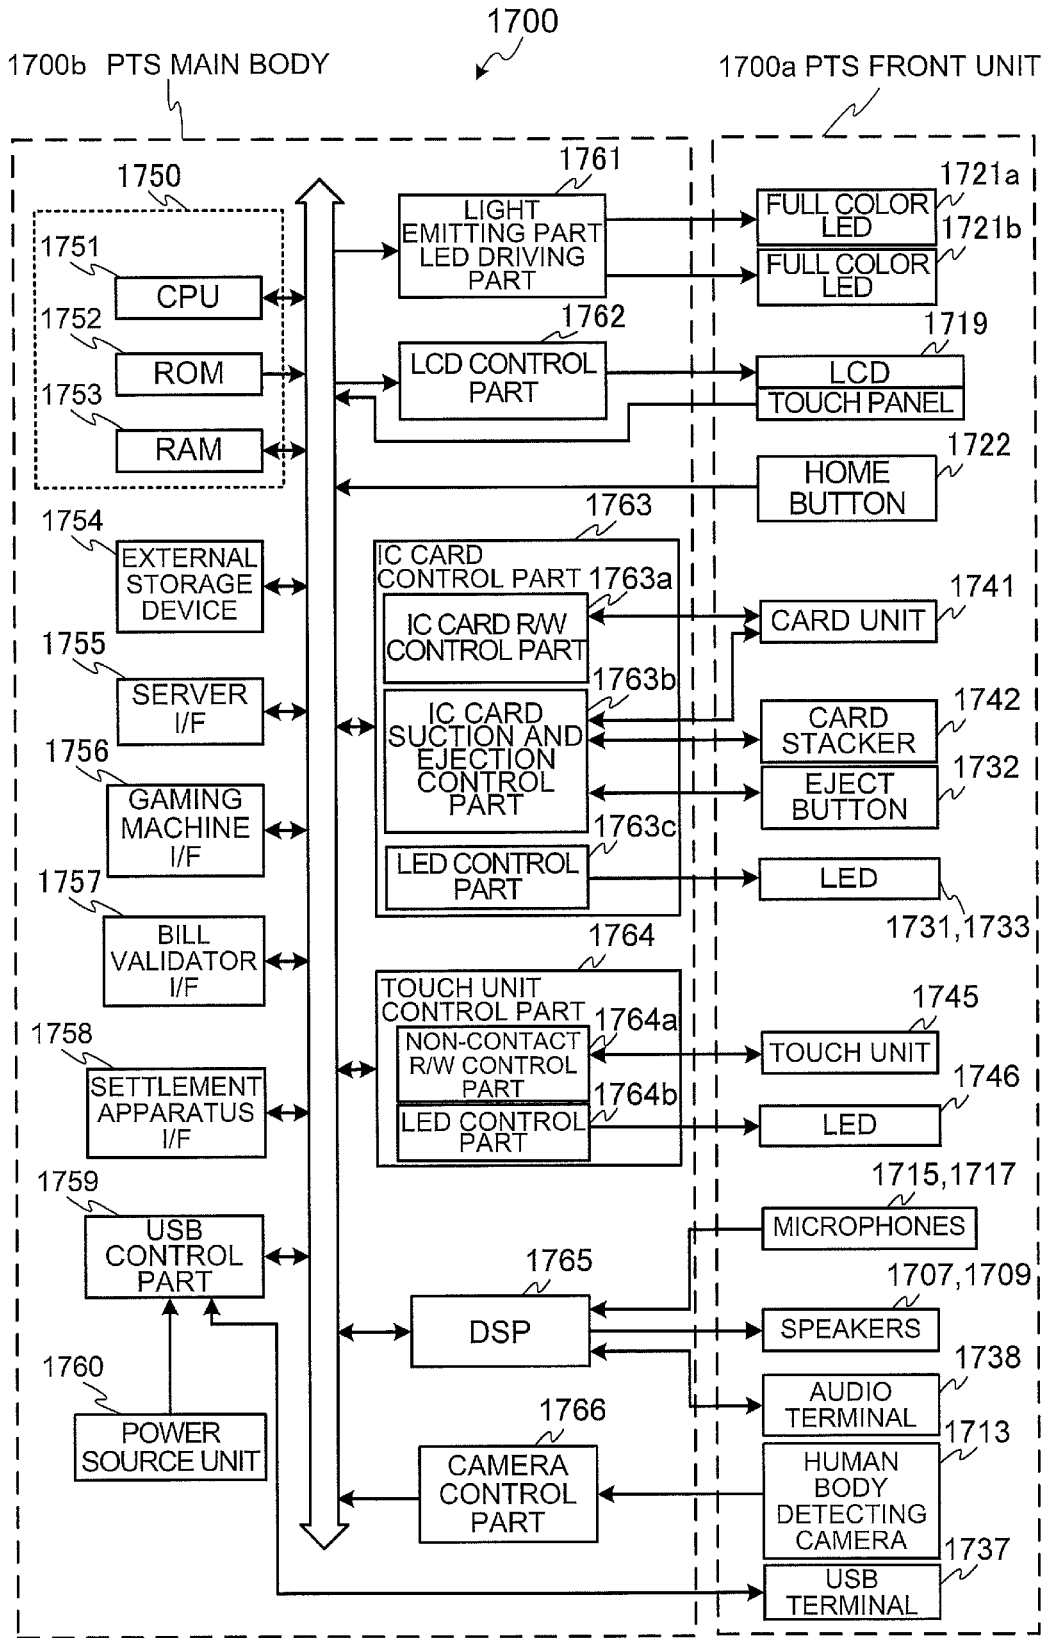 1700
1700b PTS MAIN BODY
1700a PTS FRONT UNIT
1750
1751
CPU
1752
ROM
1753
RAM
1754
EXTERNAL
STORAGE
DEVICE
1755
SERVER
I/F
1756
GAMING
MACHINE
I/F
1757
BILL
VALIDATOR
I/F
1758
SETTLEMENT
APPARATUS
I/F
1759
USB
CONTROL
PART
1760
POWER
SOURCE UNIT
1761
LIGHT
EMITTING PART
LED DRIVING
PART
1762
LCD CONTROL
PART
1763
IC CARD
CONTROL PART
1763a
IC CARD R/W
CONTROL PART
1763b
IC CARD
SUCTION AND
EJECTION
CONTROL
PART
1763c
LED CONTROL
PART
1764
TOUCH UNIT
CONTROL PART
1764a
NON-CONTACT
R/W CONTROL
PART
1764b
LED CONTROL
PART
1765
DSP
1766
CAMERA
CONTROL
PART
1721a
FULL COLOR
LED
1721b
FULL COLOR
LED
1719
LCD
TOUCH PANEL
1722
HOME
BUTTON
1741
CARD UNIT
1742
CARD
STACKER
1732
EJECT
BUTTON
LED
1731,1733
1745
TOUCH UNIT
1746
LED
1715,1717
MICROPHONES
1707,1709
SPEAKERS
1738
AUDIO
TERMINAL
1713
HUMAN
BODY
DETECTING
CAMERA
1737
USB
TERMINAL